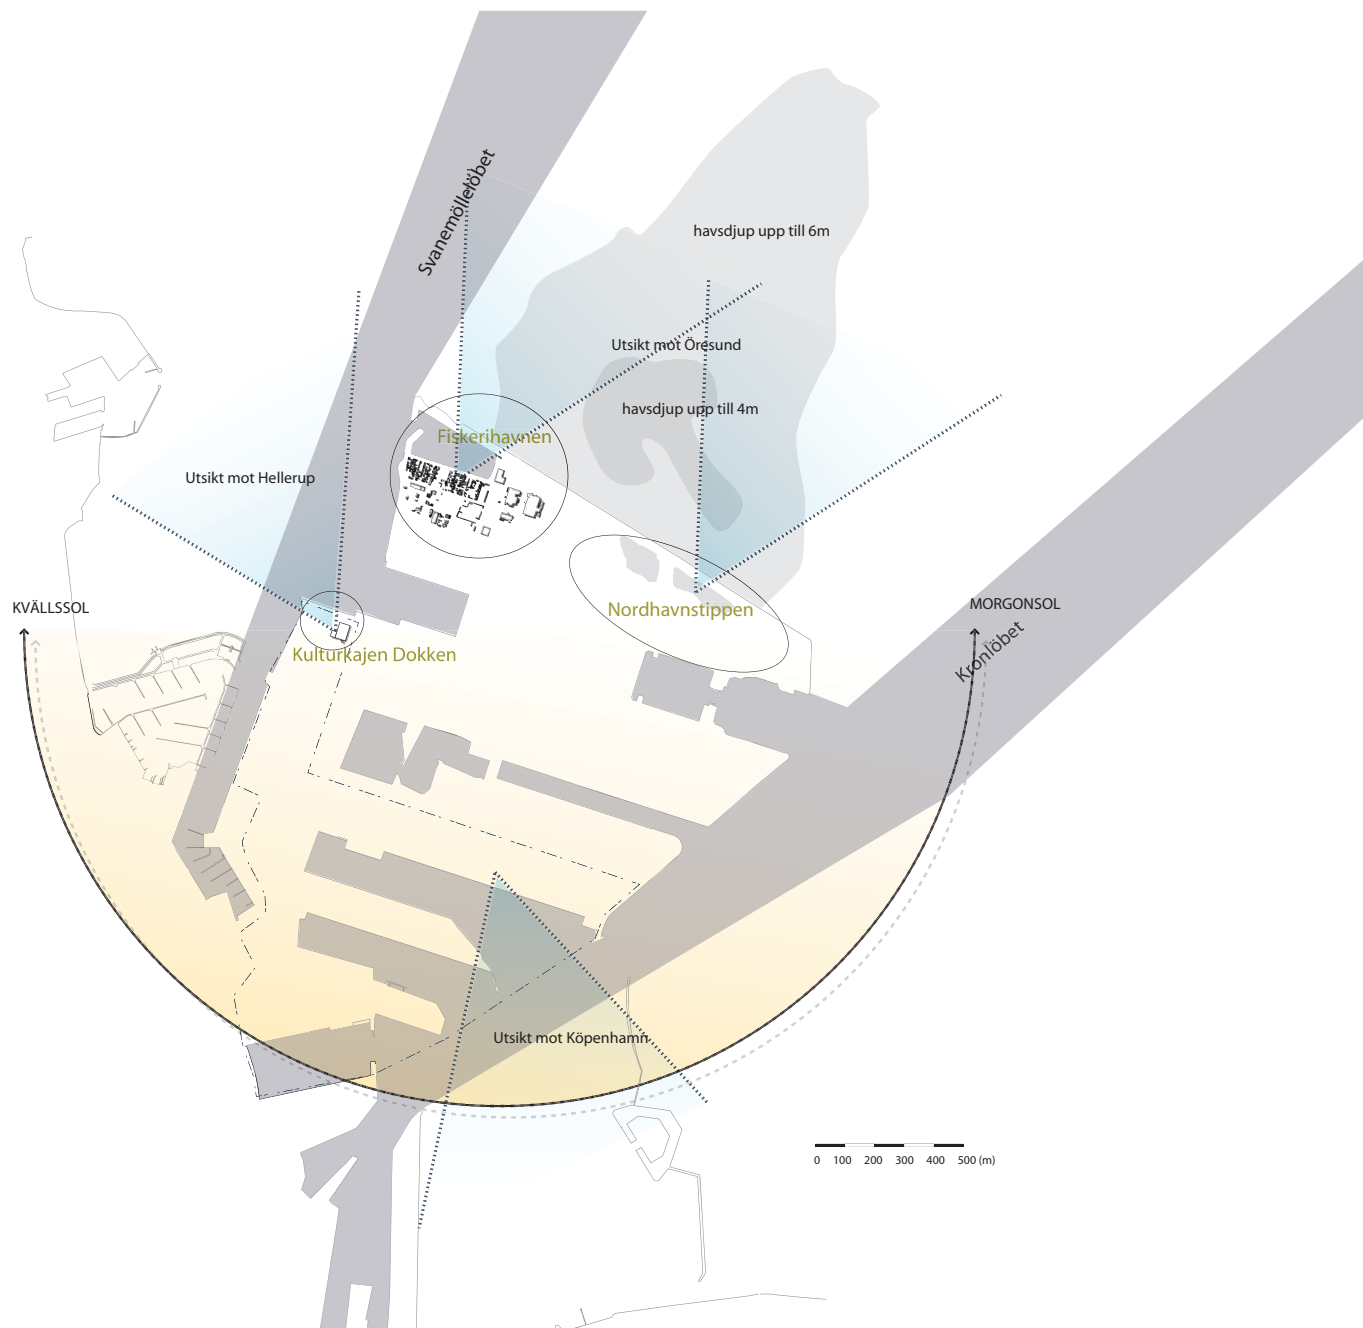 Svanemöllelöbet
havsdjup upp till 6m
Utsikt mot Öresund
havsdjup upp till 4m
Fiskerihavnen
Utsikt mot Hellerup
KVÄLLSSOL
Nordhavnstippen
MORGONSOL
Kronlöbet
Kulturkajen Dokken
Utsikt mot Köpenhamn
0 100 200 300 400 500 (m)